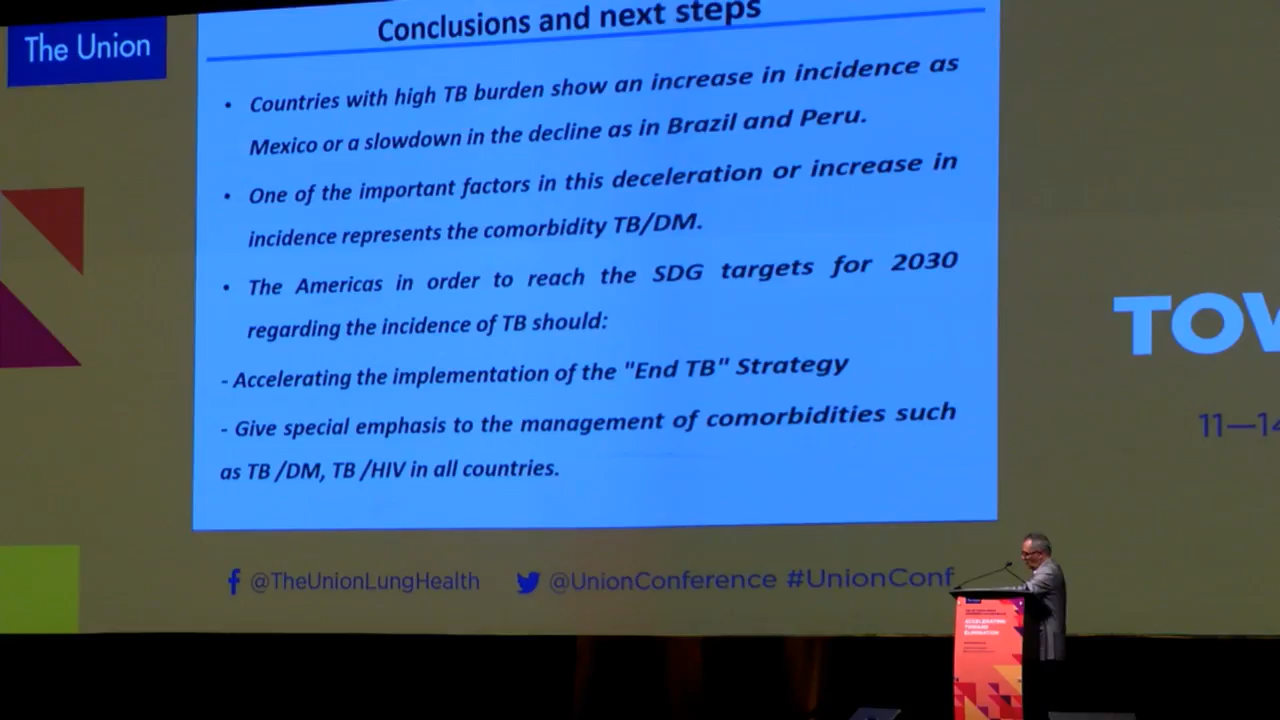 The Union
Conclusions and next steps
• Countries with high TB burden show an increase in incidence as
Mexico or a slowdown in the decline as in Brazil and Peru.
• One of the important factors in this deceleration or increase in
incidence represents the comorbidity TB/DM.
• The Americas in order to reach the SDG targets for 2030
regarding the incidence of TB should:
- Accelerating the implementation of the "End TB" Strategy
- Give special emphasis to the management of comorbidities such
as TB /DM, TB /HIV in all countries.
TOW
11—14
@TheUnionLungHealth @UnionConference #UnionConf
ACCELERATING
TOWARD
ELIMINATION